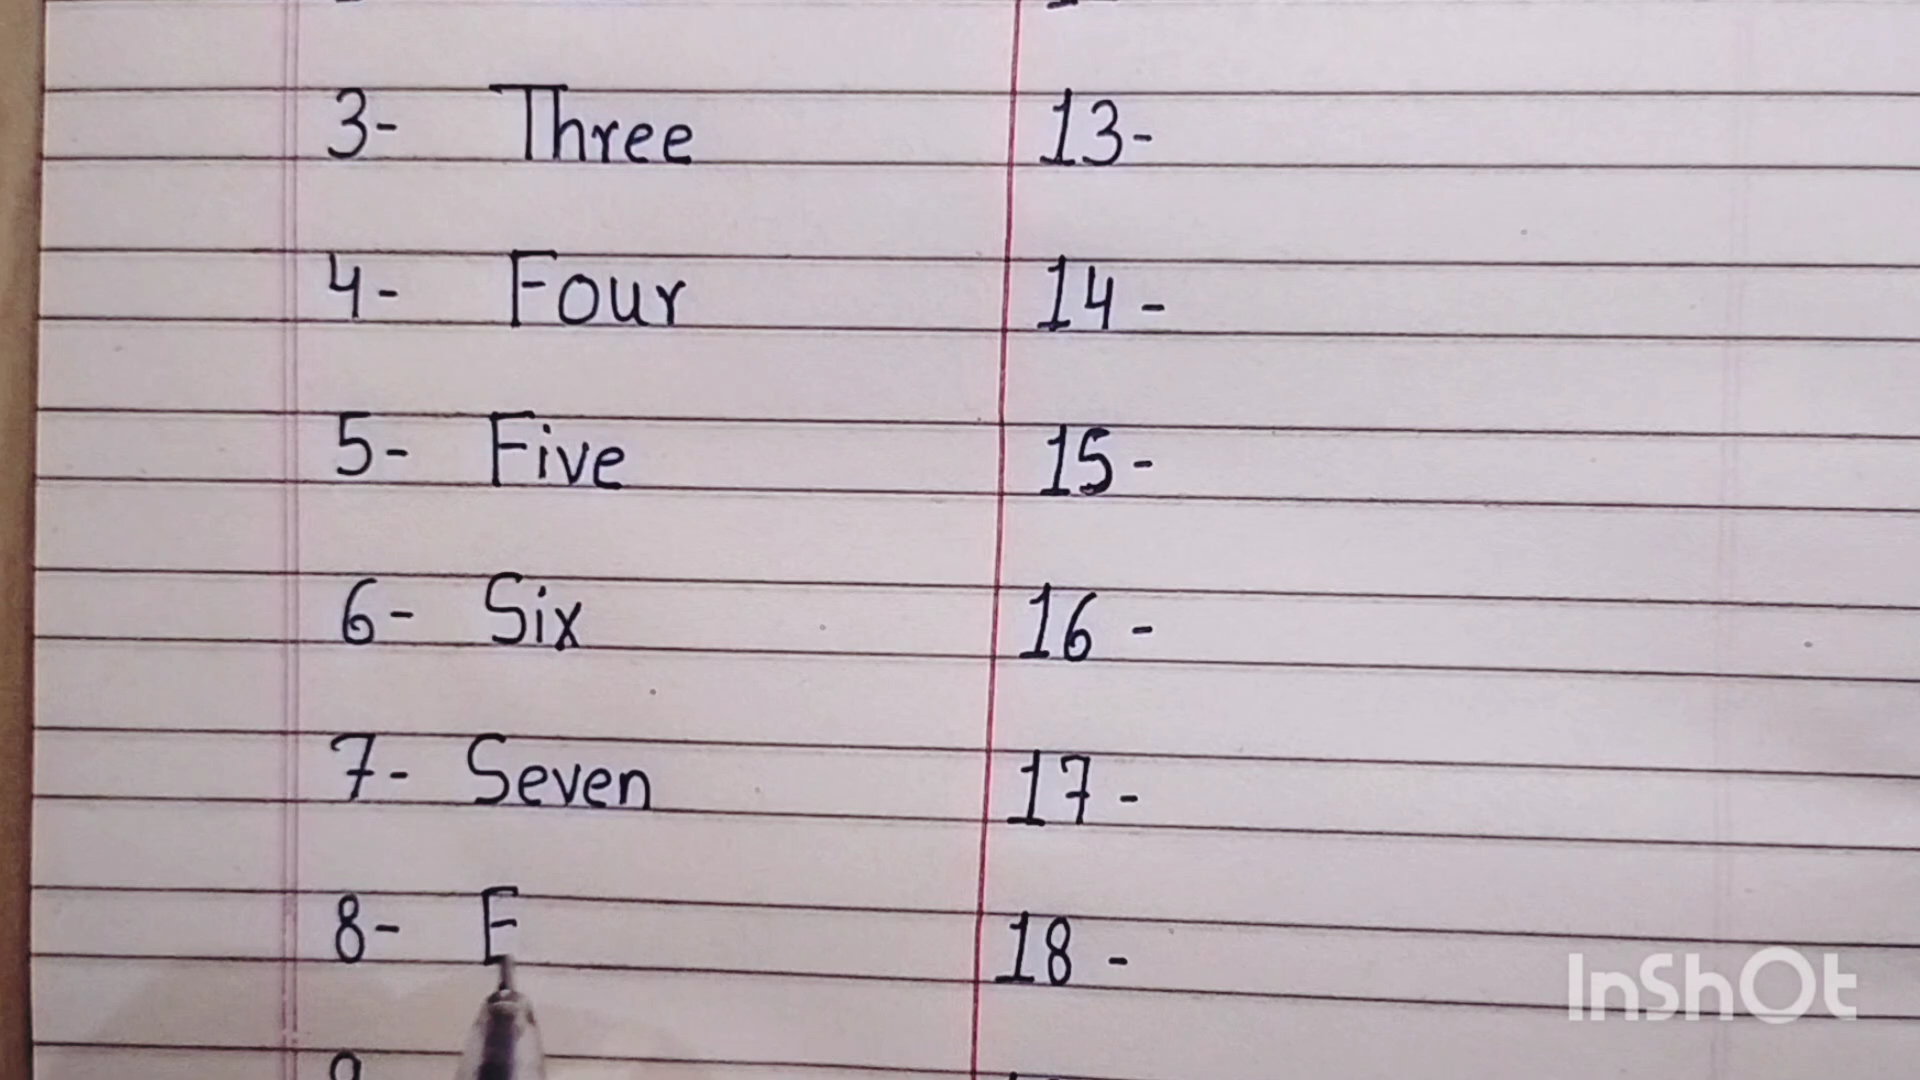 3- Three 13-
4- Four 14-
5- Five 15-
6- Six 16-
7- Seven 17-
8- E 18-
InShOt